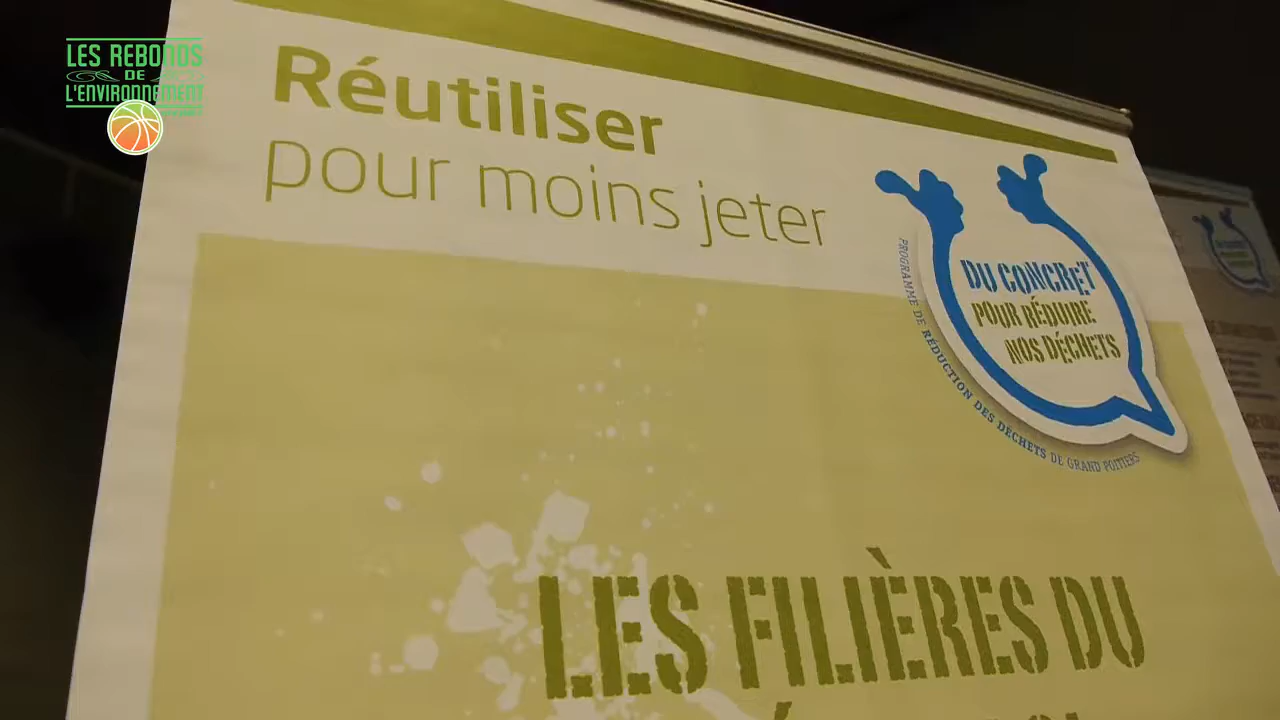 LES REBONDS
DE
L'ENVIRONNEMENT
Réutiliser
pour moins jeter
DU CONCRET
POUR RÉDUIRE
NOS DÉCHETS
PROGRAMME DE RÉDUCTION DES DÉCHETS DE GRAND POITIERS
LES FILIÈRES DU